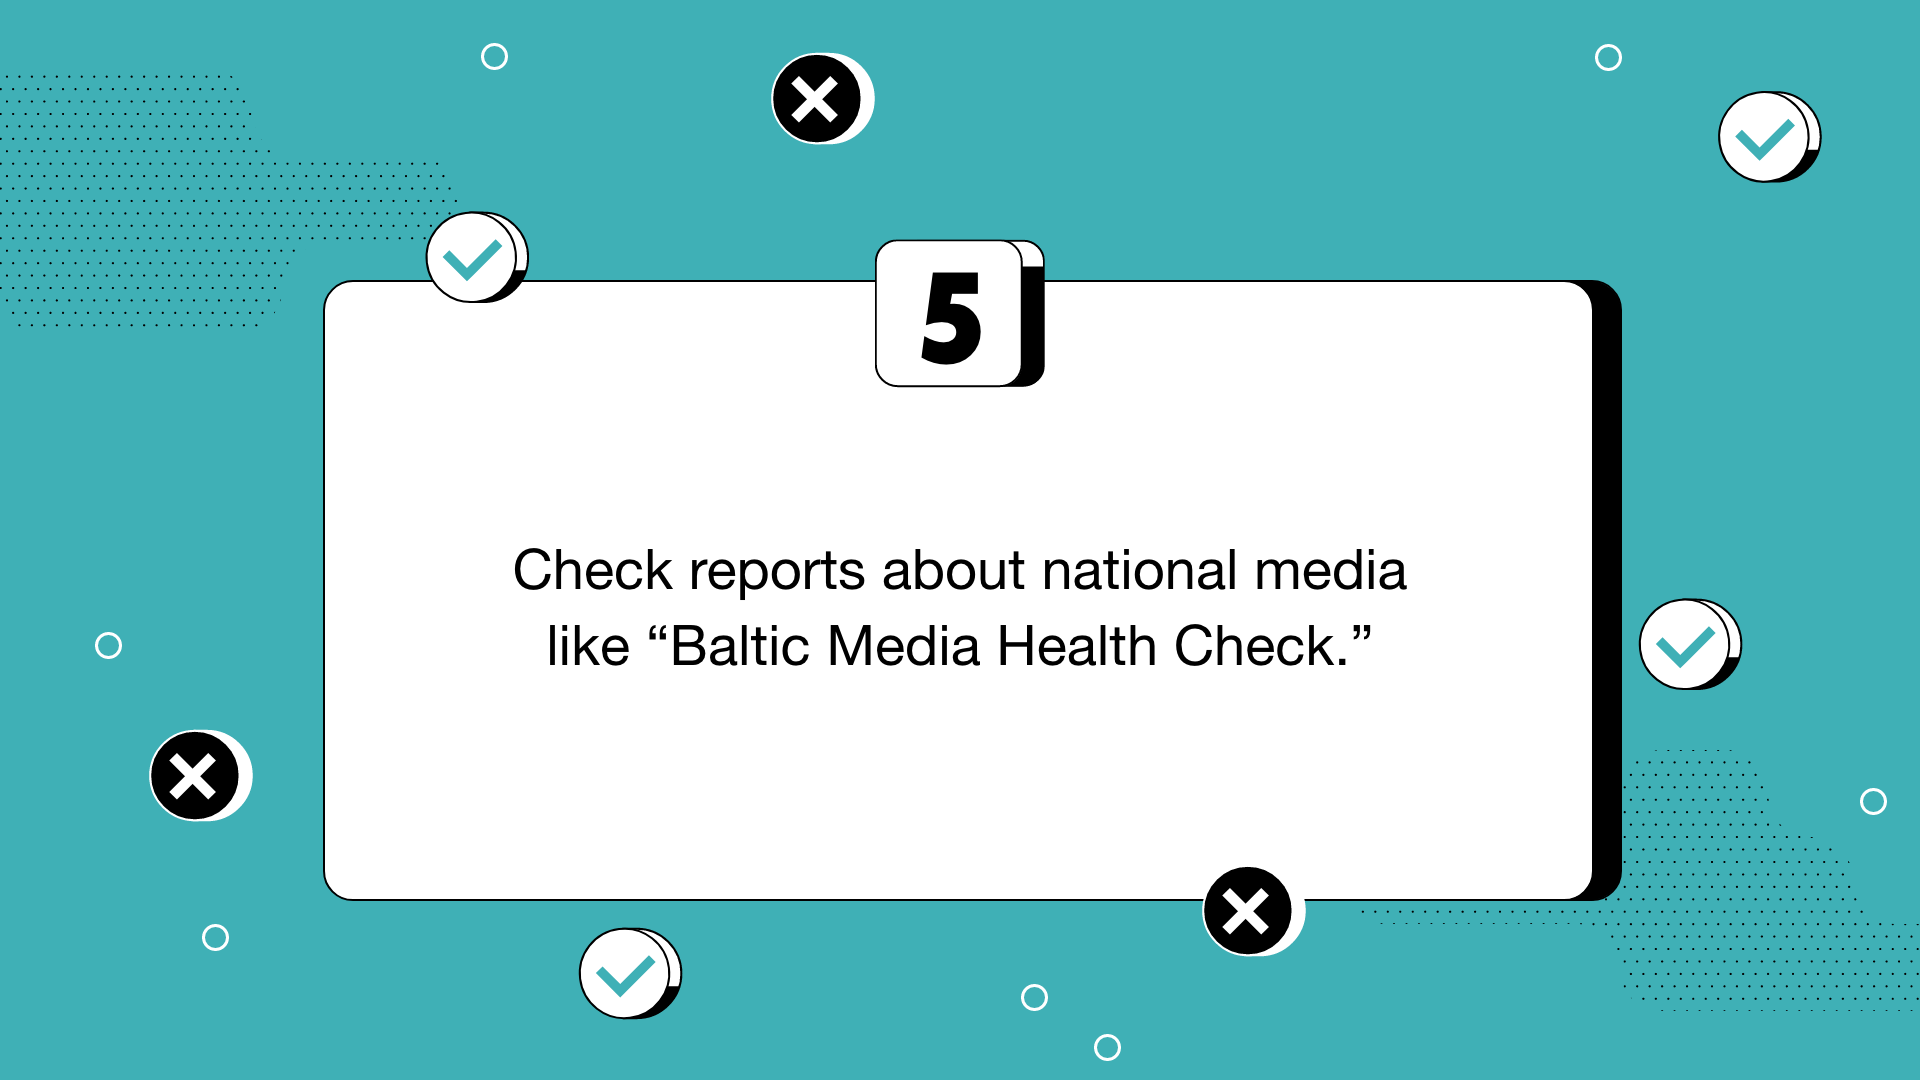 5
Check reports about national media
like “Baltic Media Health Check.”